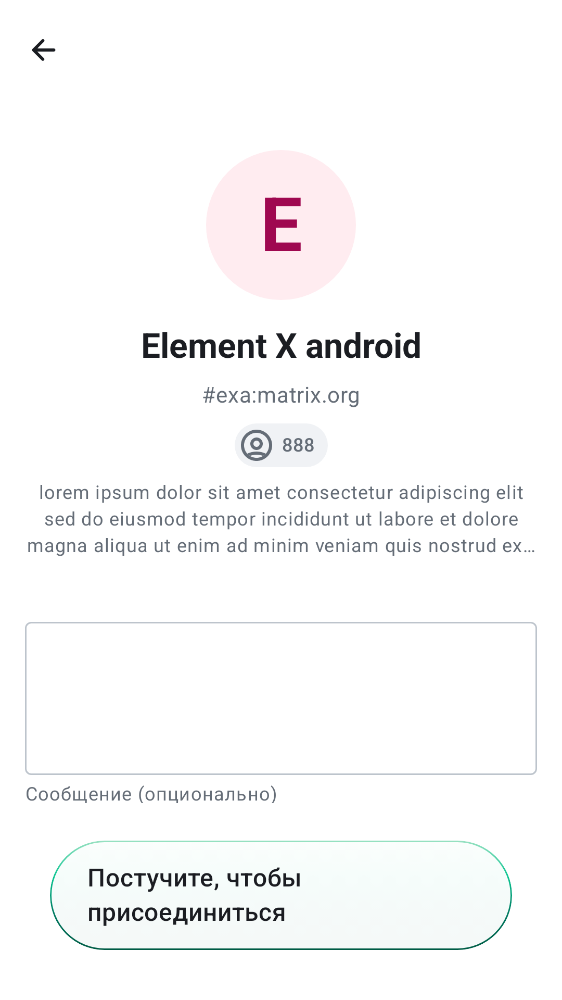 E
Element X android
#exa:matrix.org
888
lorem ipsum dolor sit amet consectetur adipiscing elit
sed do eiusmod tempor incididunt ut labore et dolore
magna aliqua ut enim ad minim veniam quis nostrud ex…
Сообщение (опционально)
Постучите, чтобы
присоединиться